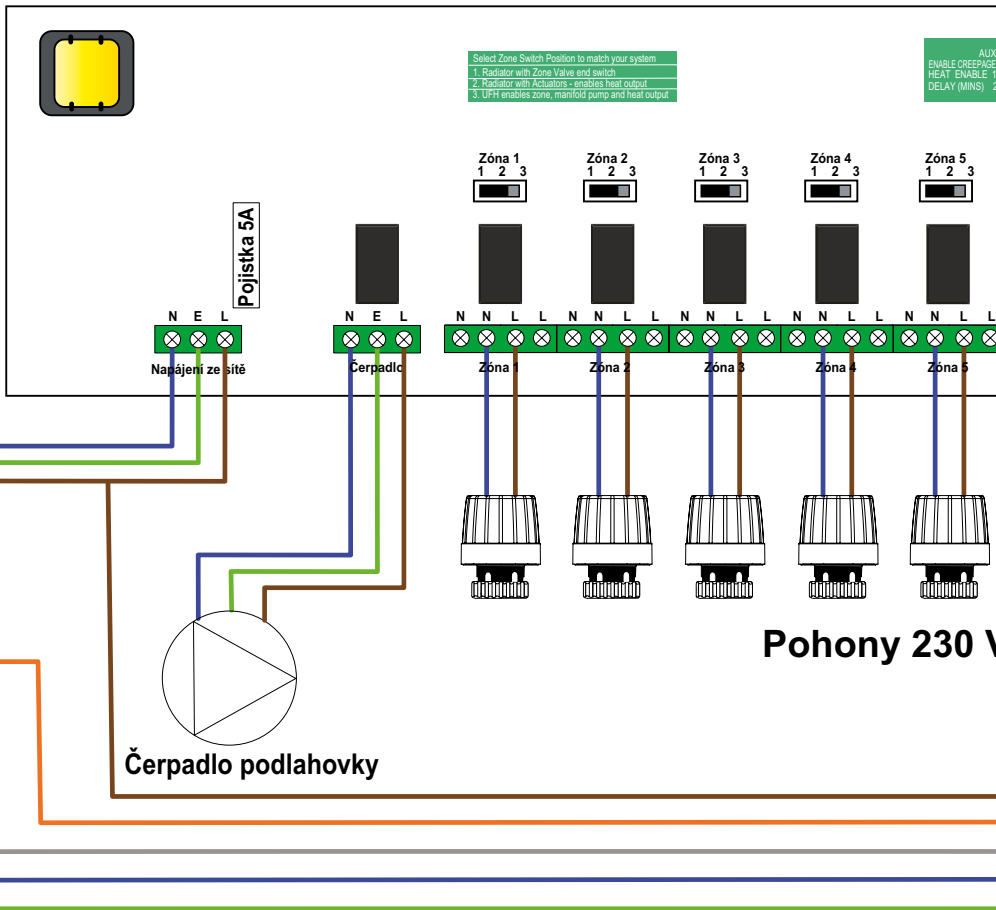 Select Zone Switch Position to match your system
1. Radiator with Zone Valve end switch
2. Radiator with Actuators - enables heat output
3. UFH enables zone, manifold pump and heat output
AUX
ENABLE CREEPAGE
HEAT ENABLE 1
DELAY (MINS) 2
Zóna 1 Zóna 2 Zóna 3 Zóna 4 Zóna 5
1 2 3 1 2 3 1 2 3 1 2 3 1 2 3
Pojistka 5A
N E L N E L N N L L N N L L N N L L N N L L N N L L
Napájení ze sítě Čerpadlo Zóna 1 Zóna 2 Zóna 3 Zóna 4 Zóna 5
Pohony 230 V
Čerpadlo podlahovky